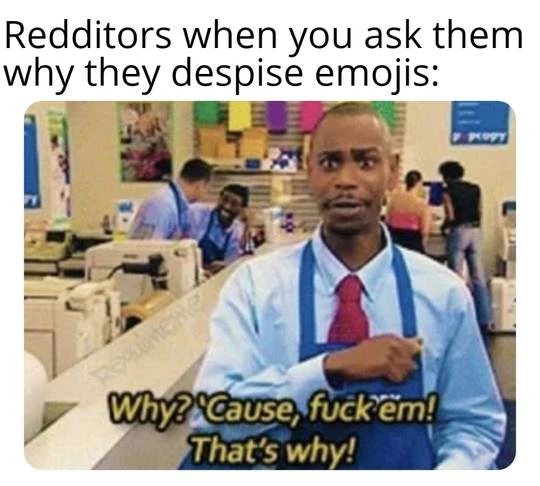 Redditors when you ask them
why they despise emojis:
Why? 'Cause, fuck'em!
That's why!